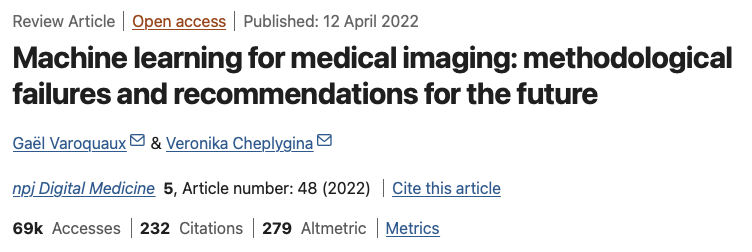 Review Article | Open access | Published: 12 April 2022
Machine learning for medical imaging: methodological
failures and recommendations for the future
Gaël Varoquaux & Veronika Cheplygina
npj Digital Medicine 5, Article number: 48 (2022) | Cite this article
69k Accesses | 232 Citations | 279 Altmetric | Metrics